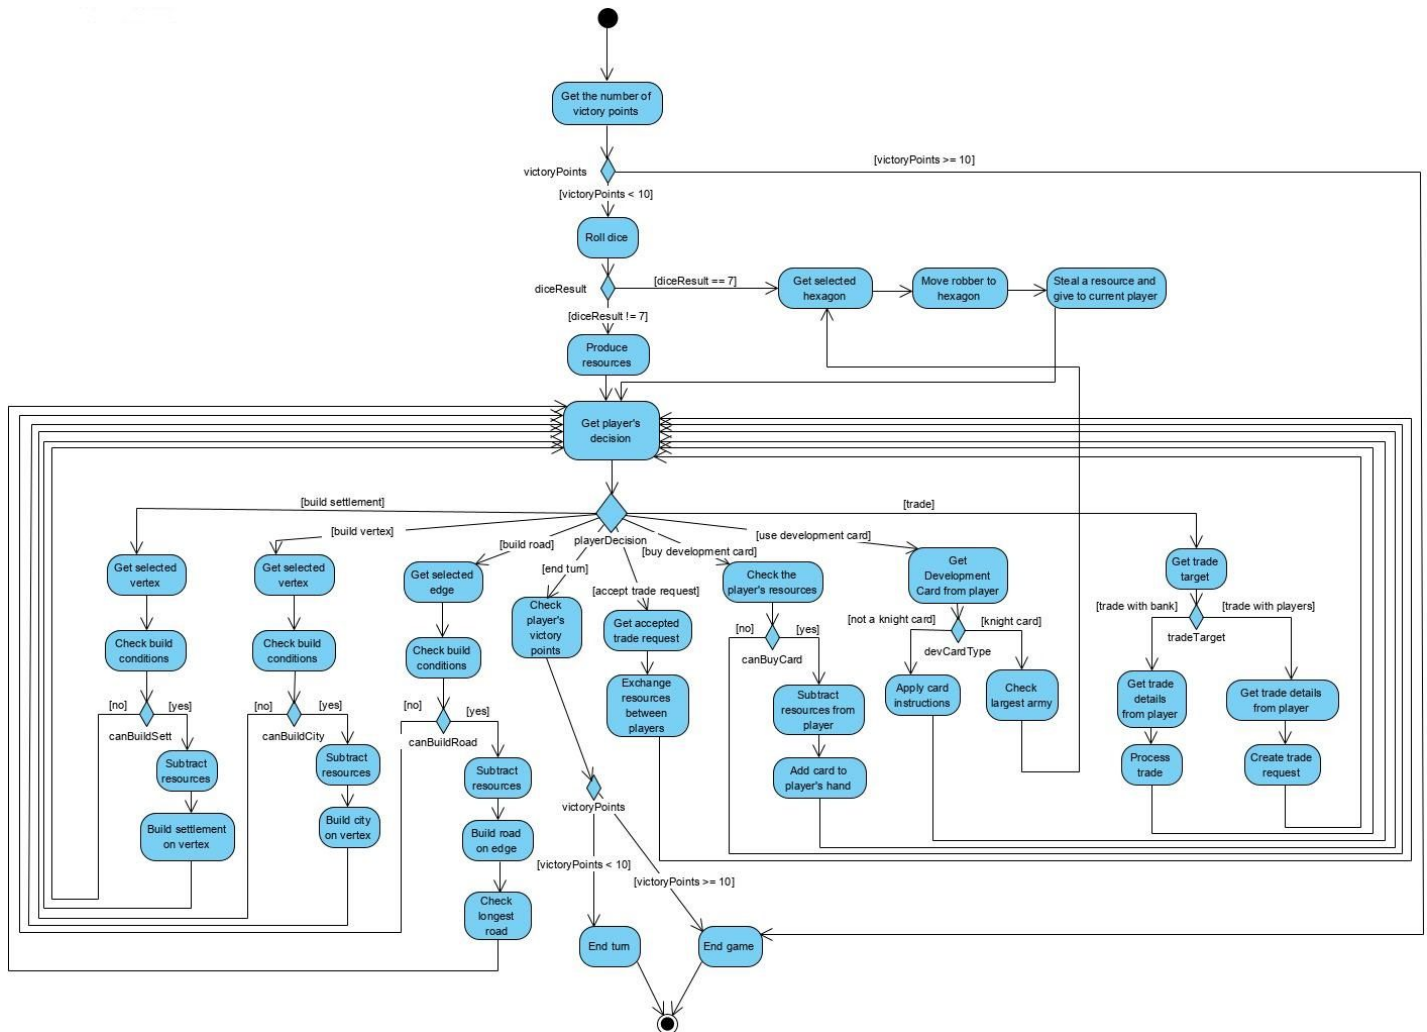 Get the number of
victory points
[victoryPoints >= 10]
victoryPoints
[victoryPoints < 10]
Roll dice
diceResult
[diceResult == 7]
Get selected
hexagon
Move robber to
hexagon
Steal a resource and
give to current player
[diceResult != 7]
Produce
resources
Get player's
decision
[build settlement]
[build vertex]
[build road]
playerDecision
[end turn]
[accept trade request]
[buy development card]
[use development card]
[trade]
Get selected
vertex
Check build
conditions
[no]
[yes]
canBuildSett
Subtract
resources
Build settlement
on vertex
Get selected
vertex
Check build
conditions
[no]
[yes]
canBuildCity
Subtract
resources
Build city
on vertex
Get selected
edge
Check build
conditions
[no]
[yes]
canBuildRoad
Subtract
resources
Build road
on edge
Check
longest
road
Check
player's
victory
points
victoryPoints
[victoryPoints < 10]
[victoryPoints >= 10]
End turn
End game
Get accepted
trade request
Exchange
resources
between
players
Check the
player's resources
[no]
[yes]
canBuyCard
Subtract
resources from
player
Add card to
player's hand
Get
Development
Card from player
[not a knight card]
[knight card]
devCardType
Apply card
instructions
Check
largest army
Get trade
target
[trade with bank]
[trade with players]
tradeTarget
Get trade
details
from player
Process
trade
Get trade details
from player
Create trade
request